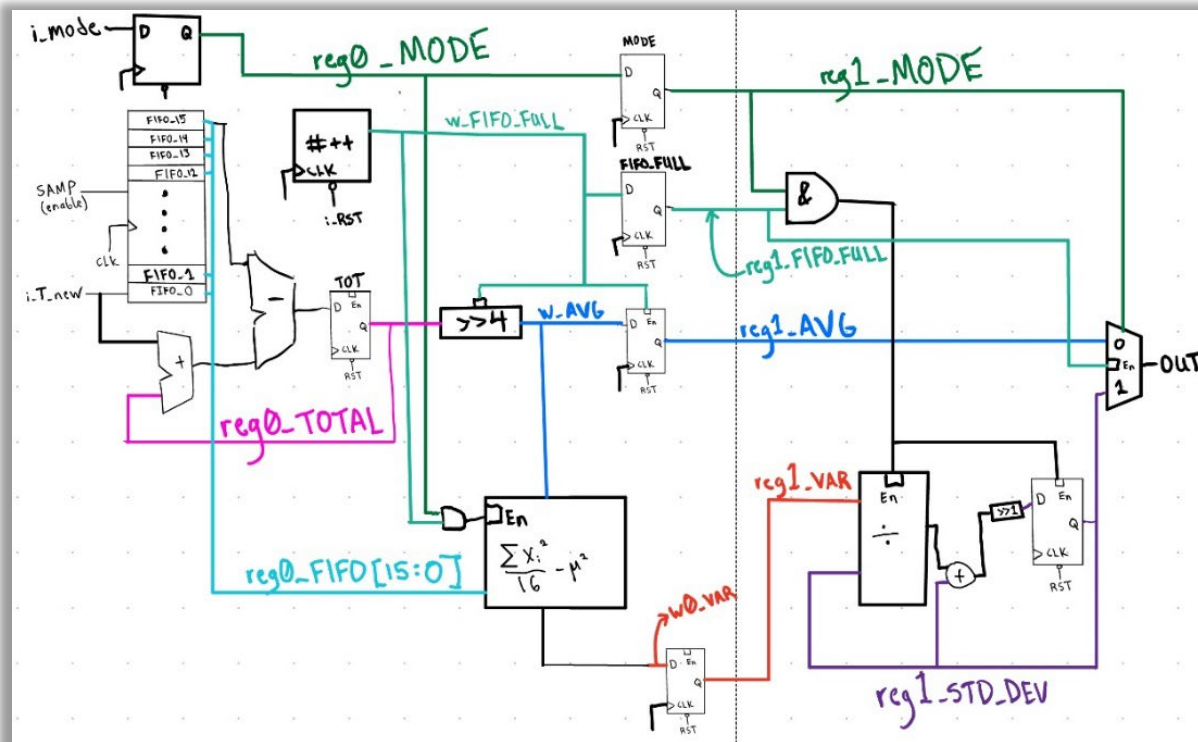 i_mode
D Q
reg0_MODE
MODE
D
Q
CLK
RST
reg1_MODE
FIFO_15
FIFO_14
FIFO_13
FIFO_12
SAMP
(enable)
CLK
FIFO_1
i_T_new
FIFO_0
#++
CLK
i_RST
w_FIFO_FULL
FIFO_FULL
D
Q
CLK
RST
&
reg1_FIFO_FULL
-
+
TOT
D En
Q
CLK
RST
reg0_TOTAL
>>4
w_AVG
D En
Q
CLK
RST
reg1_AVG
0
En
1
OUT
En
∑Xi²/16 - μ²
reg0_FIFO[15:0]
w0_VAR
D En
Q
CLK
RST
reg1_VAR
En
÷
+
>>1
D En
Q
CLK
RST
reg1_STD_DEV